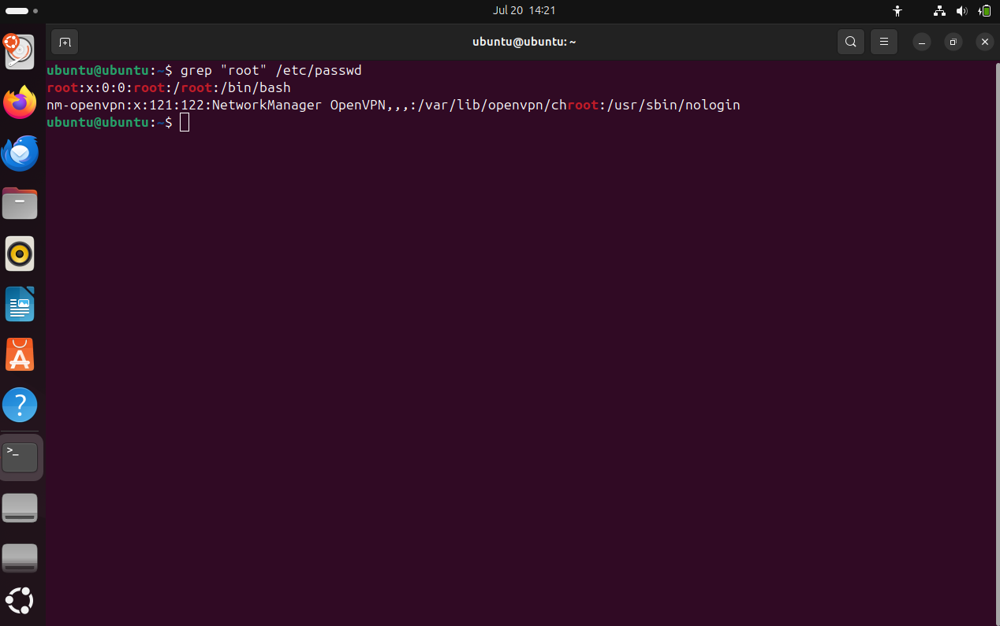 Jul 20 14:21
ubuntu@ubuntu: ~
ubuntu@ubuntu:~$ grep "root" /etc/passwd
root:x:0:0:root:/root:/bin/bash
nm-openvpn:x:121:122:NetworkManager OpenVPN,,,:/var/lib/openvpn/chroot:/usr/sbin/nologin
ubuntu@ubuntu:~$